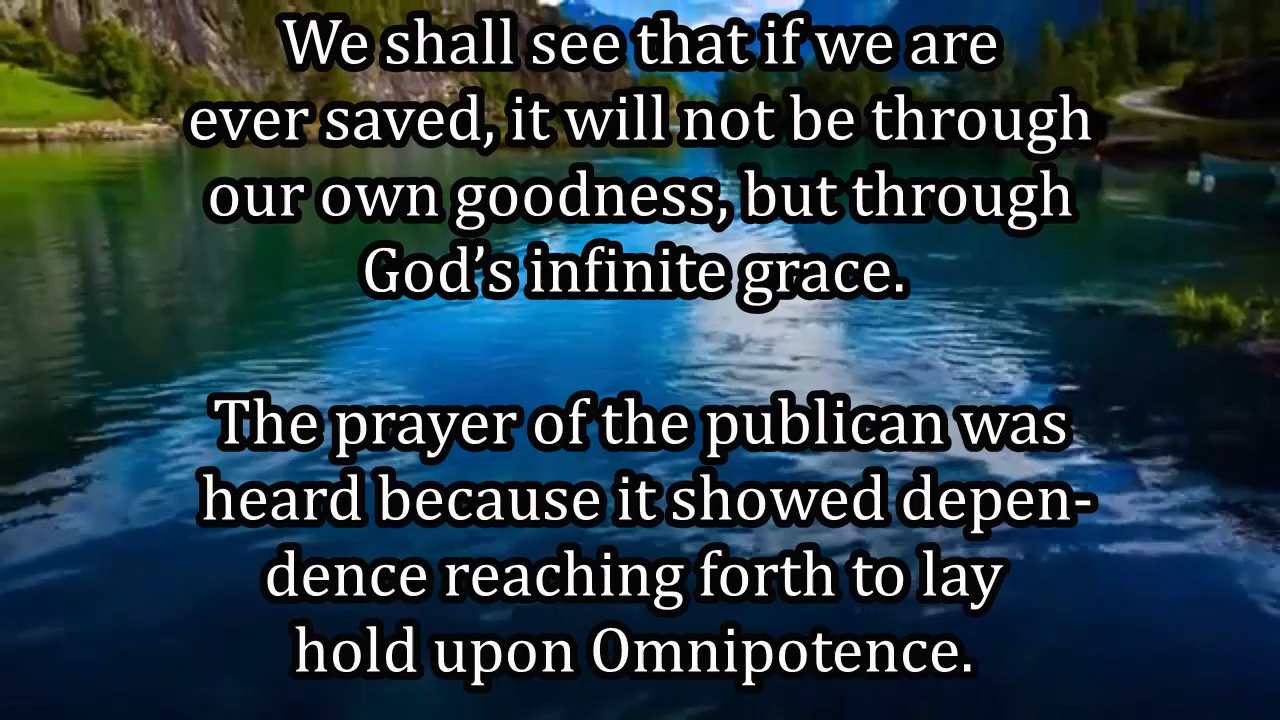 We shall see that if we are
ever saved, it will not be through
our own goodness, but through
God’s infinite grace.
The prayer of the publican was
heard because it showed depen-
dence reaching forth to lay
hold upon Omnipotence.